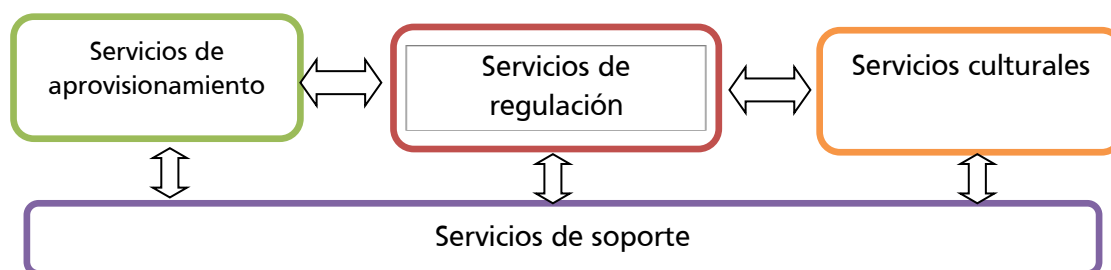 Servicios de
aprovisionamiento
Servicios de
regulación
Servicios culturales
Servicios de soporte